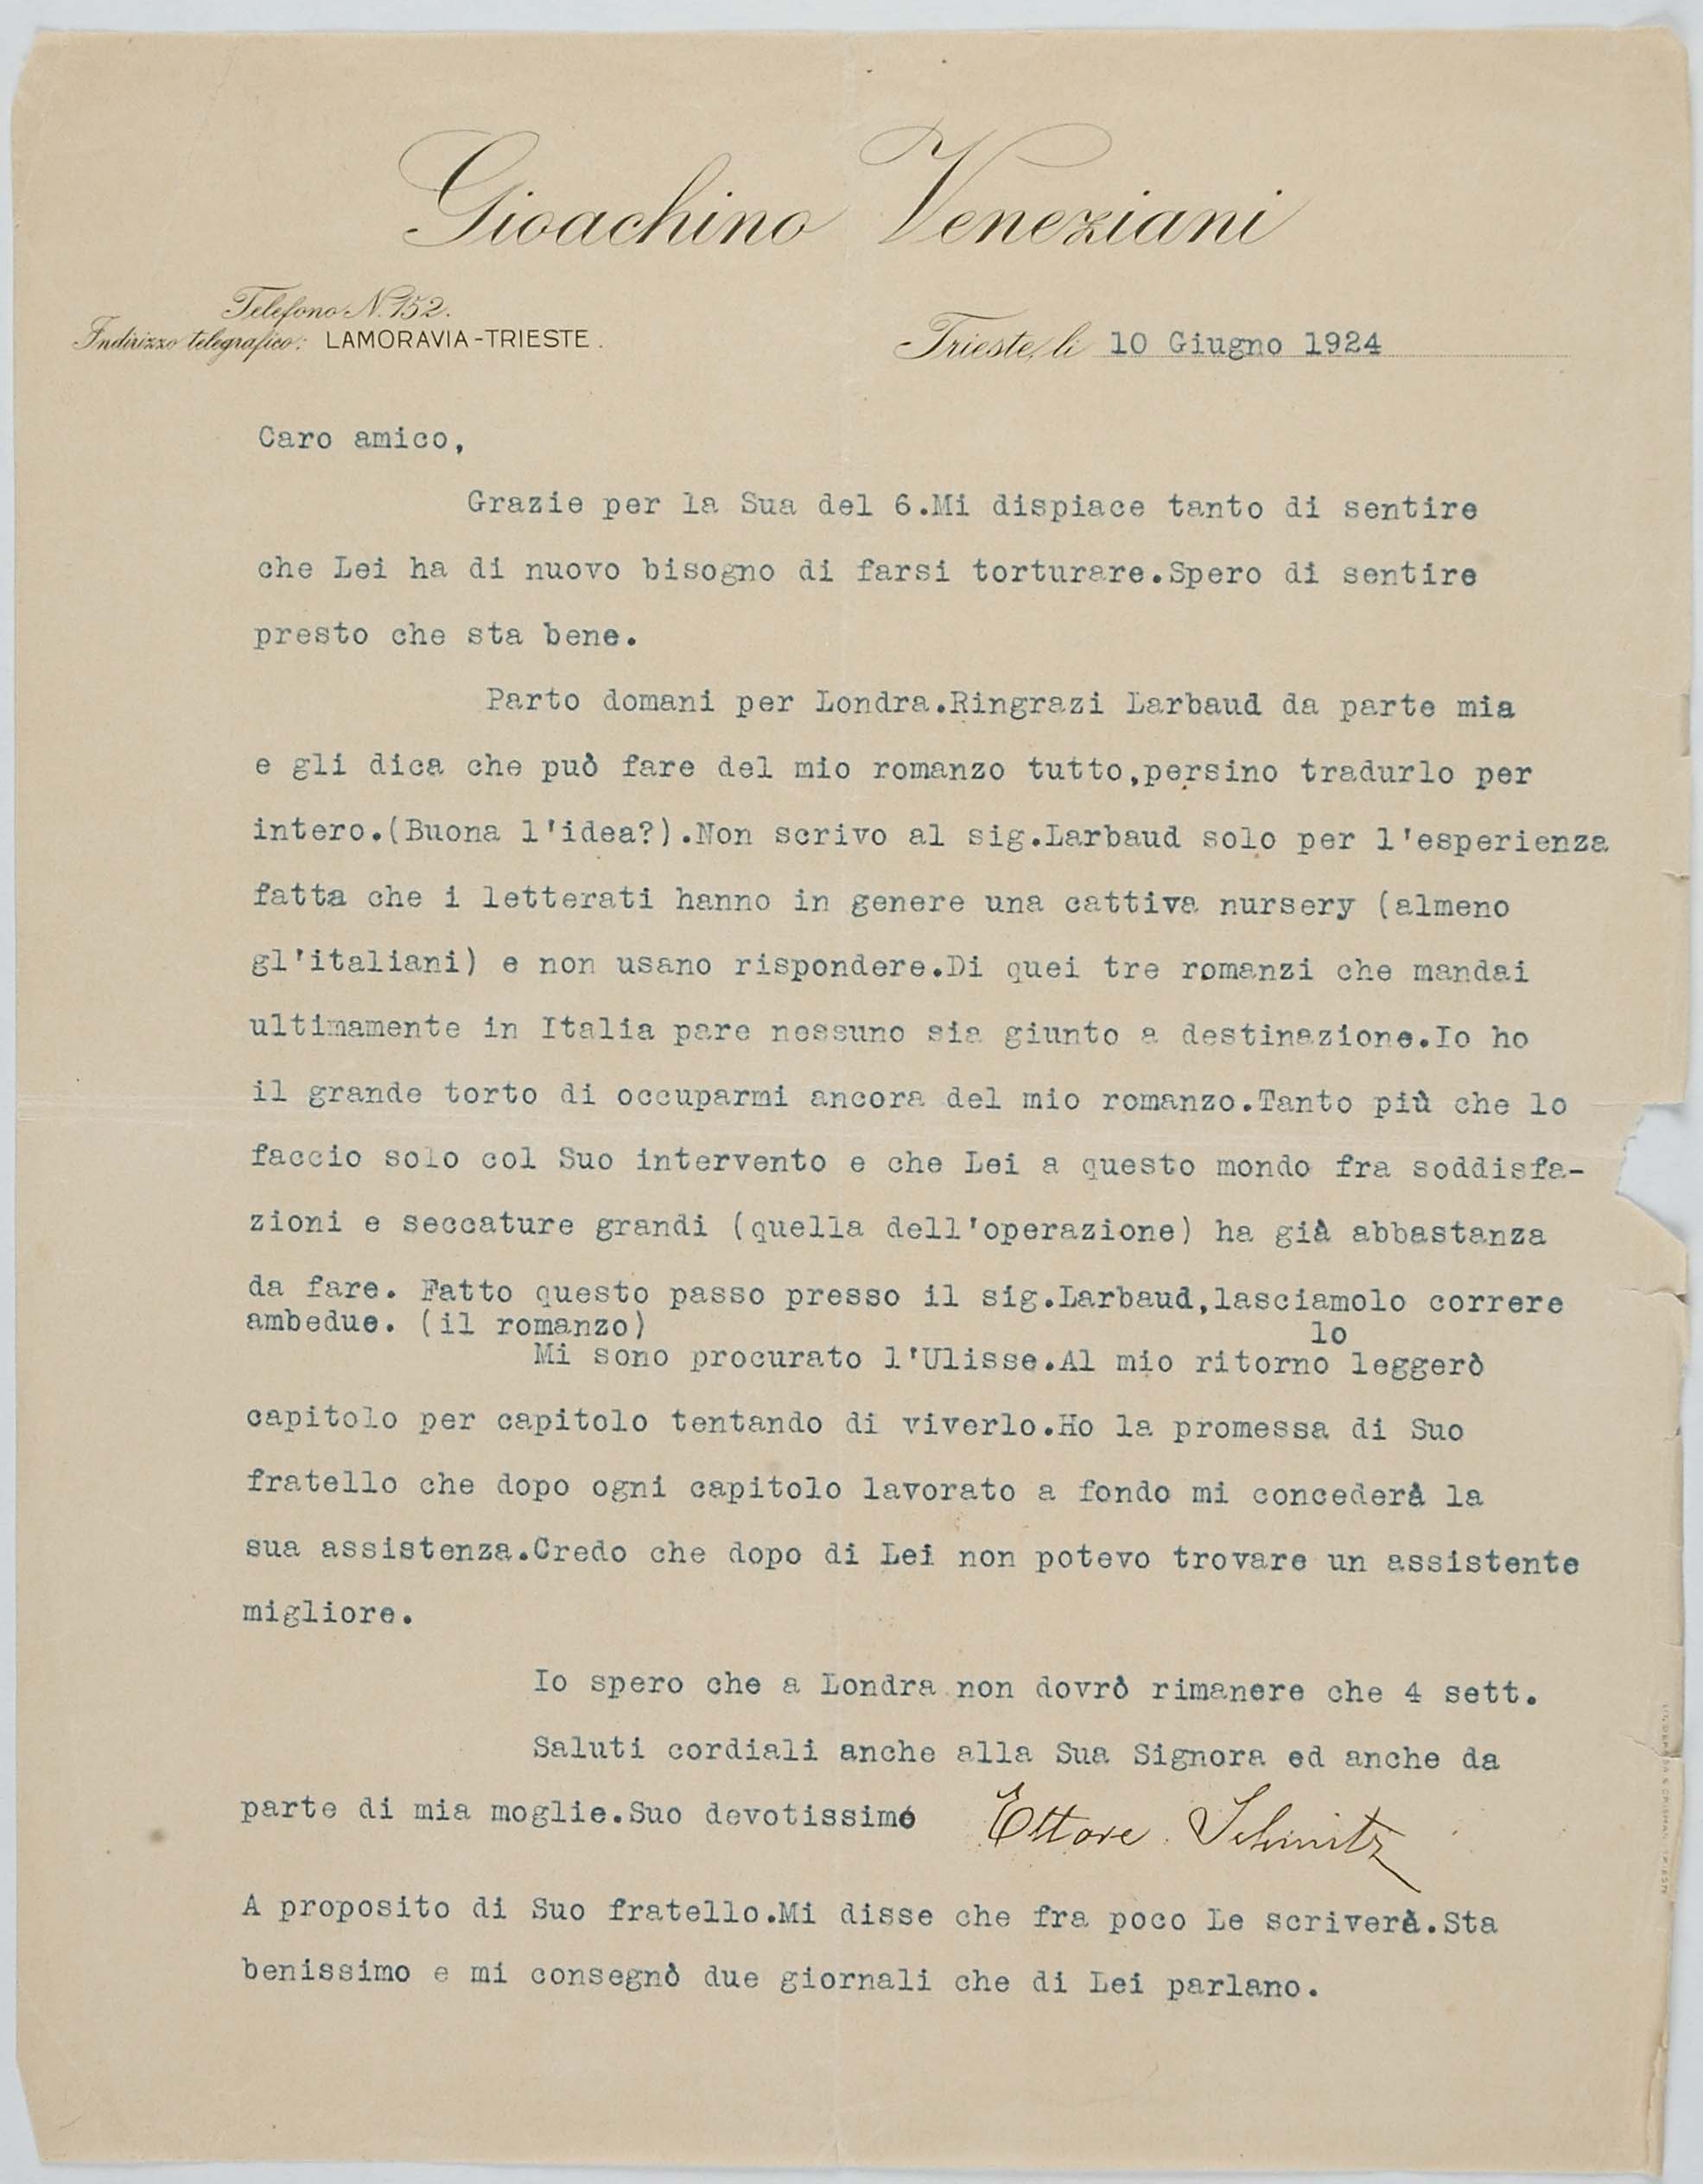 Gioachino Veneziani
Telefono N. 152.
Indirizzo telegrafico: LAMORAVIA-TRIESTE.
Trieste, li 10 Giugno 1924
Caro amico,
Grazie per la Sua del 6.Mi dispiace tanto di sentire
che Lei ha di nuovo bisogno di farsi torturare.Spero di sentire
presto che sta bene.
Parto domani per Londra.Ringrazi Larbaud da parte mia
e gli dica che può fare del mio romanzo tutto,persino tradurlo per
intero.(Buona l'idea?).Non scrivo al sig.Larbaud solo per l'esperienza
fatta che i letterati hanno in genere una cattiva nursery (almeno
gl'italiani) e non usano rispondere.Di quei tre romanzi che mandai
ultimamente in Italia pare nessuno sia giunto a destinazione.Io ho
il grande torto di occuparmi ancora del mio romanzo.Tanto più che lo
faccio solo col Suo intervento e che Lei a questo mondo fra soddisfa-
zioni e seccature grandi (quella dell'operazione) ha già abbastanza
da fare. Fatto questo passo presso il sig.Larbaud,lasciamolo correre
ambedue. (il romanzo)
lo
Mi sono procurato l'Ulisse.Al mio ritorno leggerò
capitolo per capitolo tentando di viverlo.Ho la promessa di Suo
fratello che dopo ogni capitolo lavorato a fondo mi concederà la
sua assistenza.Credo che dopo di Lei non potevo trovare un assistente
migliore.
Io spero che a Londra non dovrò rimanere che 4 sett.
Saluti cordiali anche alla Sua Signora ed anche da
parte di mia moglie.Suo devotissimo Ettore Schmitz
A proposito di Suo fratello.Mi disse che fra poco Le scriverà.Sta
benissimo e mi consegnò due giornali che di Lei parlano.